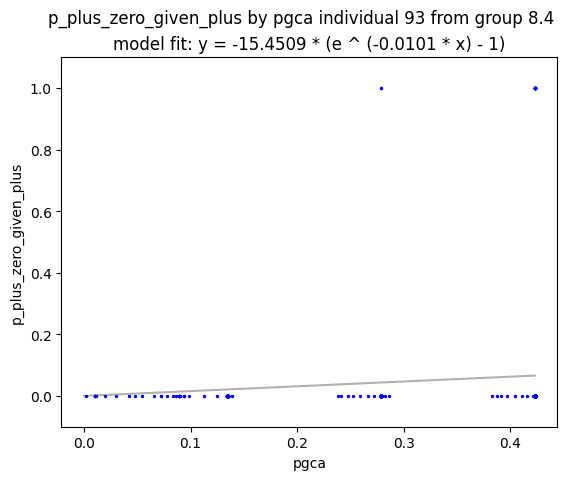 p_plus_zero_given_plus by pgca individual 93 from group 8.4
model fit: y = -15.4509 * (e ^ (-0.0101 * x) - 1)
1.0
0.8
0.6
0.4
0.2
0.0
p_plus_zero_given_plus
0.0 0.1 0.2 0.3 0.4
pgca